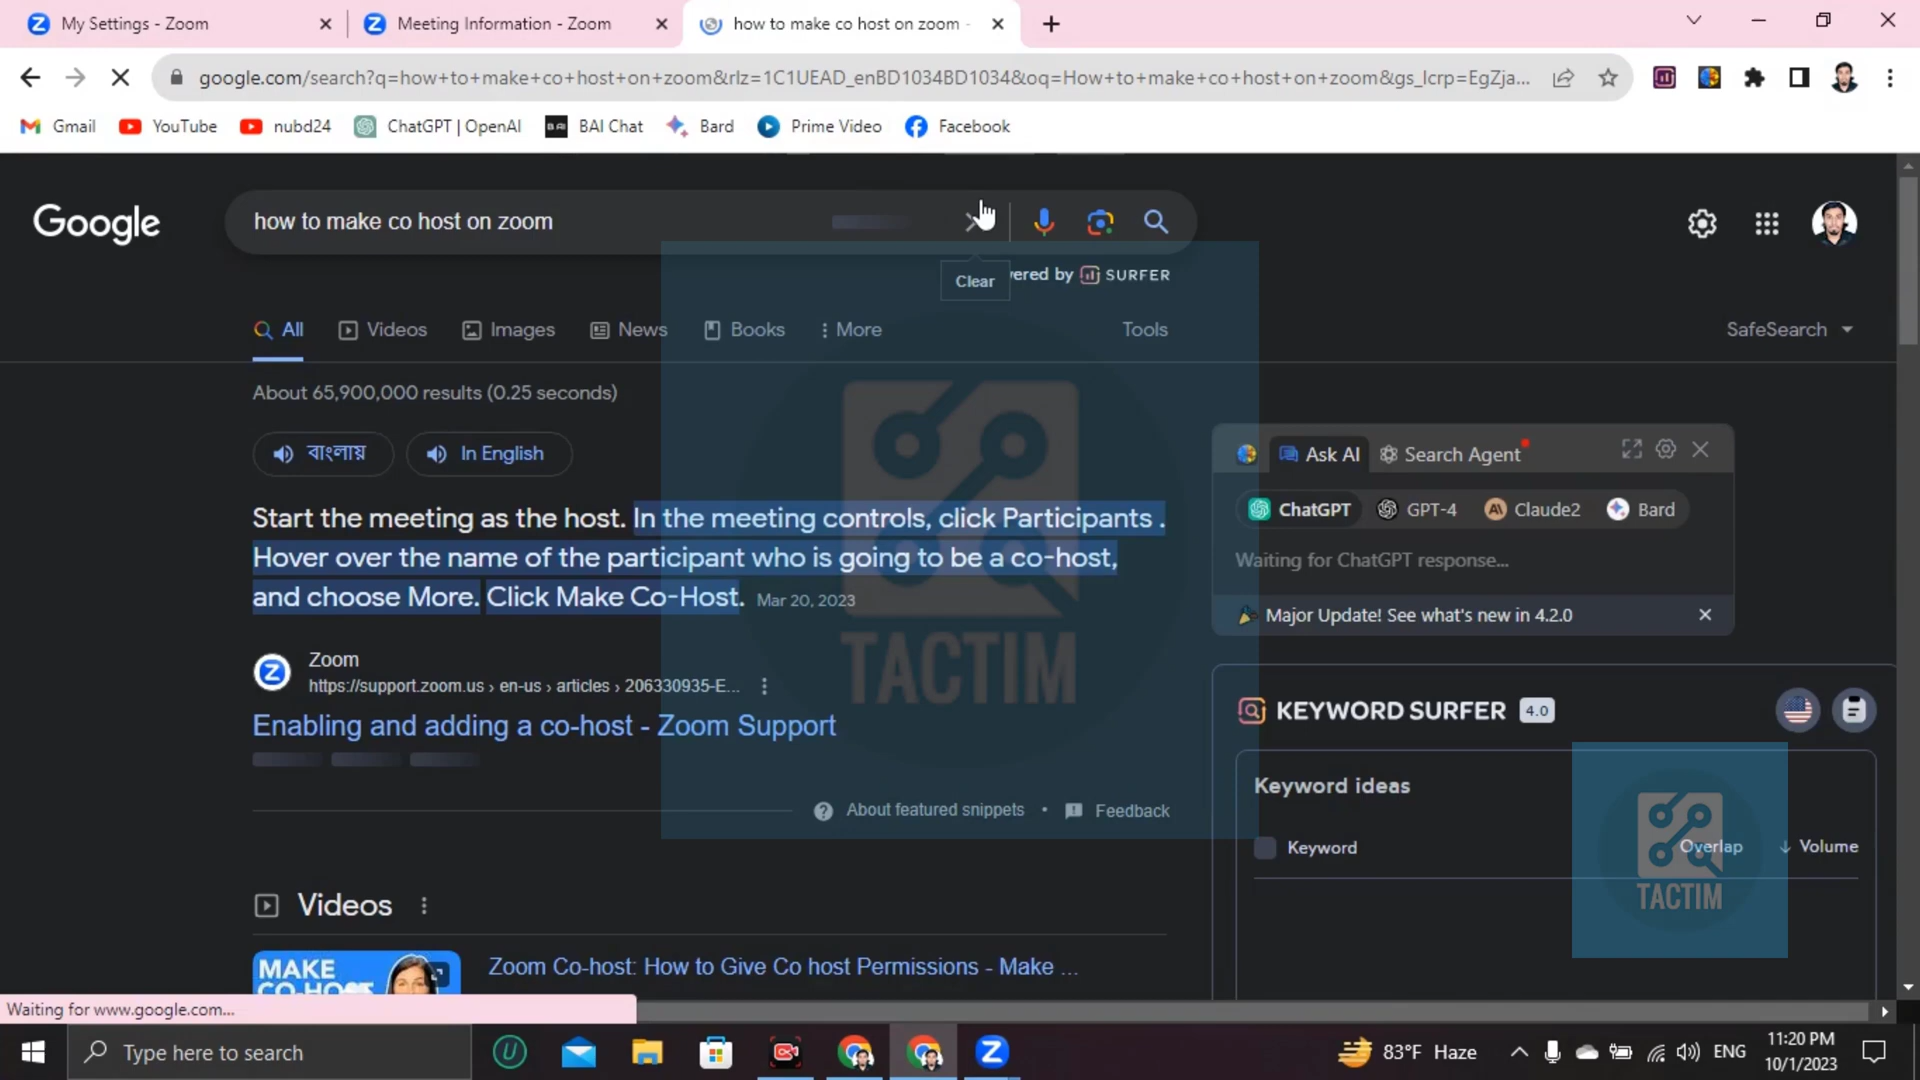 My Settings - Zoom
Meeting Information - Zoom
how to make co host on zoom -
google.com/search?q=how+to+make+co+host+on+zoom&rlz=1C1UEAD_enBD1034BD1034&oq=How+to+make+co+host+on+zoom&gs_lcrp=EgZja...
Gmail
YouTube
nubd24
ChatGPT | OpenAI
BAI Chat
Bard
Prime Video
Facebook
Google
how to make co host on zoom
Clear
wered by SURFER
All
Videos
Images
News
Books
More
Tools
SafeSearch
About 65,900,000 results (0.25 seconds)
বাংলায়
In English
Start the meeting as the host. In the meeting controls, click Participants .
Hover over the name of the participant who is going to be a co-host,
and choose More. Click Make Co-Host. Mar 20, 2023
Zoom
https://support.zoom.us › en-us › articles › 206330935-E...
Enabling and adding a co-host - Zoom Support
About featured snippets • Feedback
Videos
MAKE
CO-HOST
Zoom Co-host: How to Give Co host Permissions - Make ...
Ask AI
Search Agent
ChatGPT
GPT-4
Claude2
Bard
Waiting for ChatGPT response...
Major Update! See what's new in 4.2.0
KEYWORD SURFER 4.0
Keyword ideas
Keyword
Overlap
Volume
TACTIM
TACTIM
Waiting for www.google.com...
Type here to search
83°F Haze
ENG
11:20 PM
10/1/2023